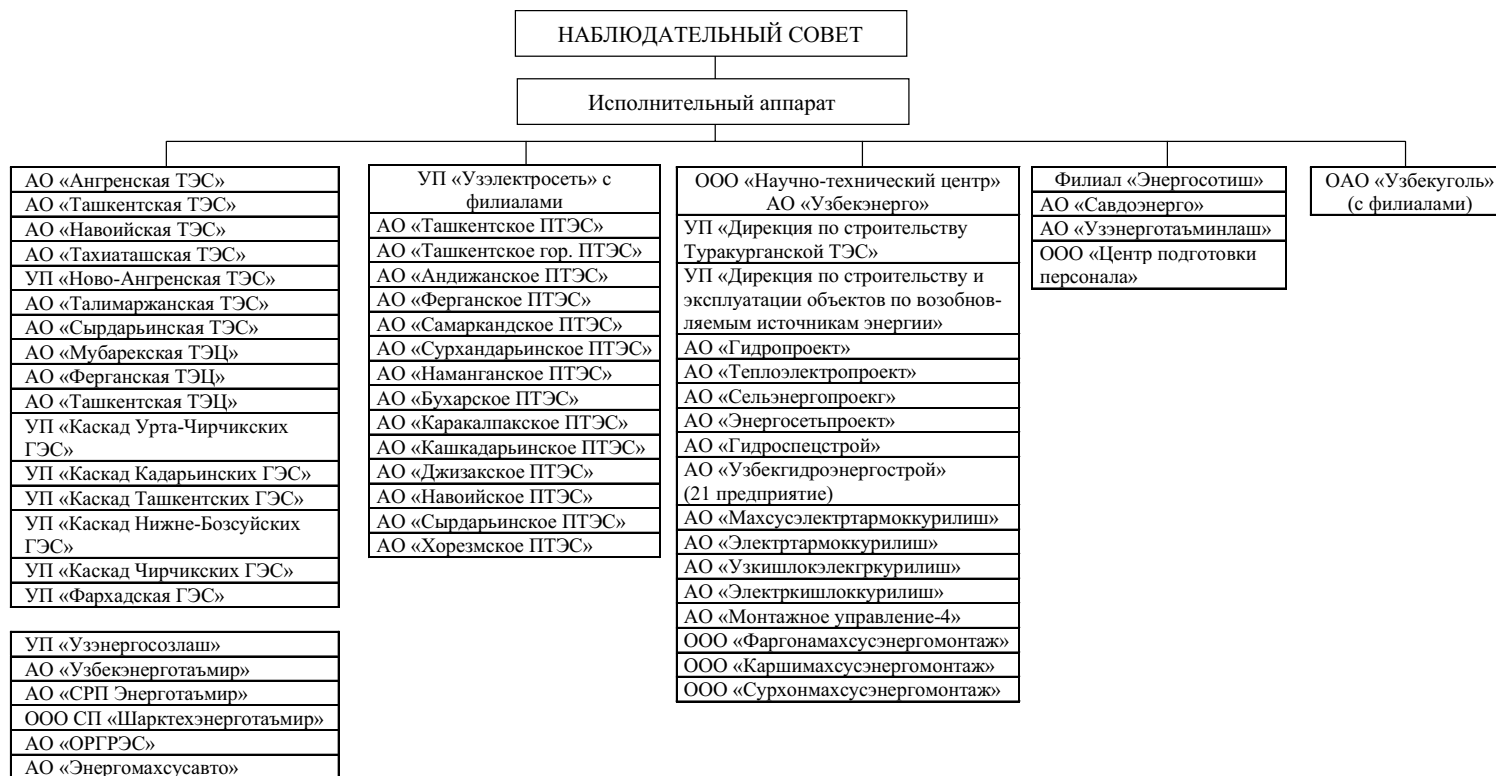 НАБЛЮДАТЕЛЬНЫЙ СОВЕТ
Исполнительный аппарат
АО «Ангренская ТЭС»
АО «Ташкентская ТЭС»
АО «Навоийская ТЭС»
АО «Тахиаташская ТЭС»
УП «Ново-Ангренская ТЭС»
АО «Талимаржанская ТЭС»
АО «Сырдарьинская ТЭС»
АО «Мубарекская ТЭЦ»
АО «Ферганская ТЭЦ»
АО «Ташкентская ТЭЦ»
УП «Каскад Урта-Чирчикских
ГЭС»
УП «Каскад Кадарьинских ГЭС»
УП «Каскад Ташкентских ГЭС»
УП «Каскад Нижне-Бозсуйских
ГЭС»
УП «Каскад Чирчикских ГЭС»
УП «Фархадская ГЭС»
УП «Узэнергосозлаш»
АО «Узбекэнерготаъмир»
АО «СРП Энерготаъмир»
ООО СП «Шарктехэнерготаъмир»
АО «ОРГРЭС»
АО «Энергомахсусавто»
УП «Узэлектросеть» с
филиалами
АО «Ташкентское ПТЭС»
АО «Ташкентское гор. ПТЭС»
АО «Андижанское ПТЭС»
АО «Ферганское ПТЭС»
АО «Самаркандское ПТЭС»
АО «Сурхандарьинское ПТЭС»
АО «Наманганское ПТЭС»
АО «Бухарское ПТЭС»
АО «Каракалпакское ПТЭС»
АО «Кашкадарьинское ПТЭС»
АО «Джизакское ПТЭС»
АО «Навоийское ПТЭС»
АО «Сырдарьинское ПТЭС»
АО «Хорезмское ПТЭС»
ООО «Научно-технический центр»
АО «Узбекэнерго»
УП «Дирекция по строительству
Туракурганской ТЭС»
УП «Дирекция по строительству и
эксплуатации объектов по возобнов-
ляемым источникам энергии»
АО «Гидропроект»
АО «Теплоэлектропроект»
АО «Сельэнергопроекг»
АО «Энергосетьпроект»
АО «Гидроспецстрой»
АО «Узбекгидроэнергострой»
(21 предприятие)
АО «Махсусэлектртармоккурилиш»
АО «Электртармоккурилиш»
АО «Узкишлокэлекгркурилиш»
АО «Электркишлоккурилиш»
АО «Монтажное управление-4»
ООО «Фаргонамахсусэнергомонтаж»
ООО «Каршимахсусэнергомонтаж»
ООО «Сурхонмахсусэнергомонтаж»
Филиал «Энергосотиш»
АО «Савдоэнерго»
АО «Узэнерготаъминлаш»
ООО «Центр подготовки
персонала»
ОАО «Узбекуголь»
(с филиалами)